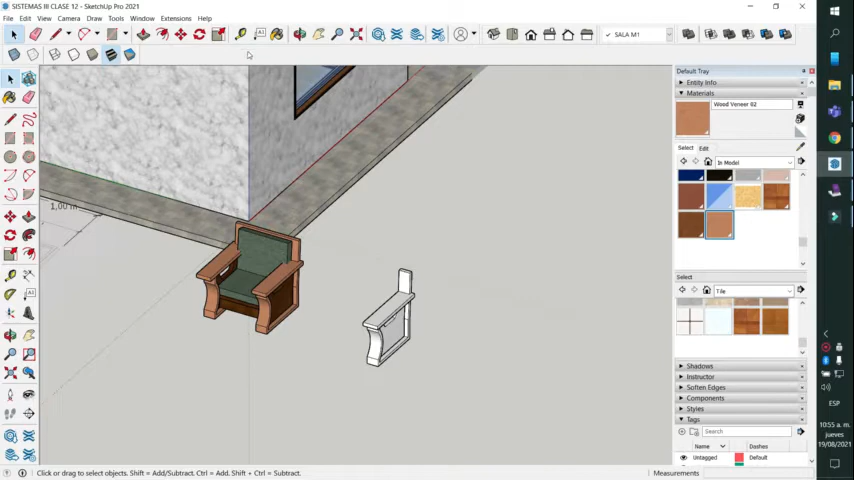 SISTEMAS III CLASE 12 - SketchUp Pro 2021
File Edit View Camera Draw Tools Window Extensions Help
SALA M1
Default Tray
Entity Info
Materials
Wood Veneer 02
Select Edit
In Model
1,00 m
Select
Tile
Shadows
Instructor
Soften Edges
Components
Styles
Tags
Search
Name Dashes
Untagged Default
Click or drag to select objects. Shift = Add/Subtract. Ctrl = Add. Shift + Ctrl = Subtract.
Measurements
ESP
10:55 a. m.
jueves
19/08/2021